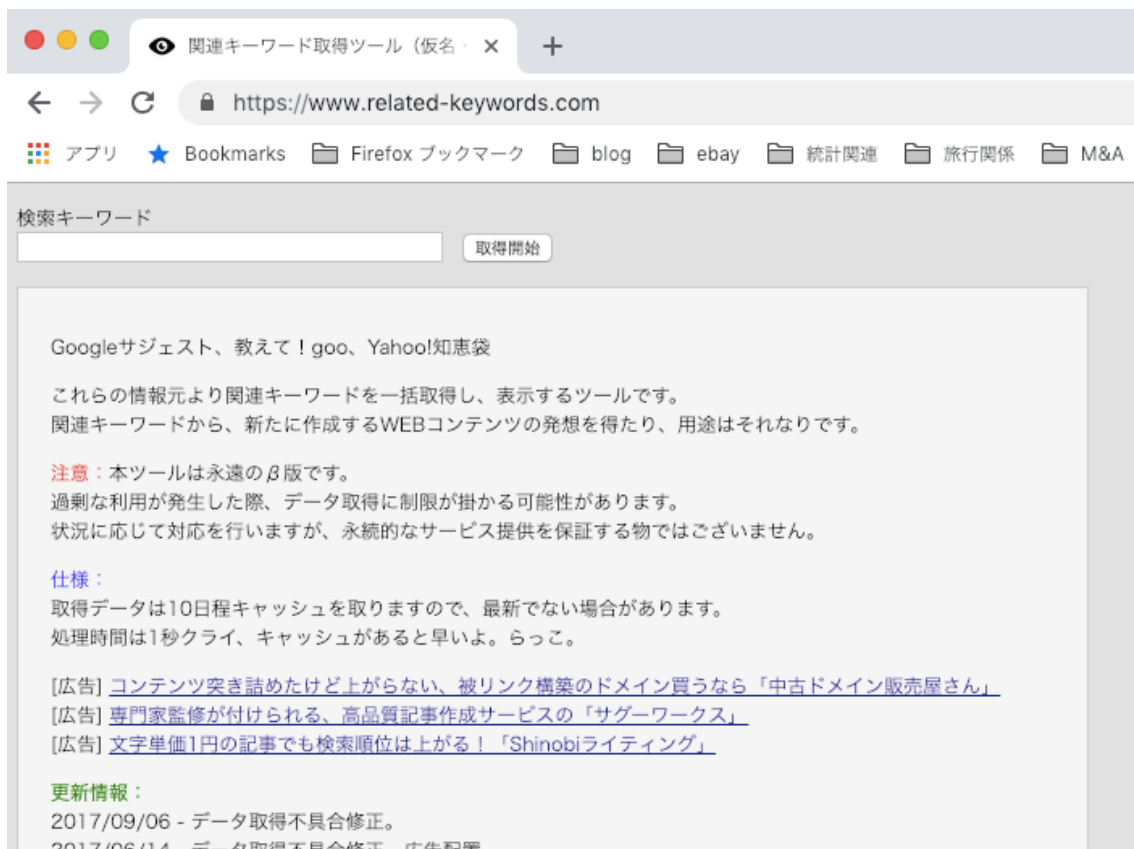 関連キーワード取得ツール（仮名・
https://www.related-keywords.com
アプリ Bookmarks Firefox ブックマーク blog ebay 統計関連 旅行関係 M&A
検索キーワード
取得開始
Googleサジェスト、教えて！goo、Yahoo!知恵袋
これらの情報元より関連キーワードを一括取得し、表示するツールです。
関連キーワードから、新たに作成するWEBコンテンツの発想を得たり、用途はそれなりです。
注意：本ツールは永遠のβ版です。
過剰な利用が発生した際、データ取得に制限が掛かる可能性があります。
状況に応じて対応を行いますが、永続的なサービス提供を保証する物ではございません。
仕様：
取得データは10日程キャッシュを取りますので、最新でない場合があります。
処理時間は1秒クライ、キャッシュがあると早いよ。らっこ。
[広告] コンテンツ突き詰めたけど上がらない、被リンク構築のドメイン買うなら「中古ドメイン販売屋さん」
[広告] 専門家監修が付けられる、高品質記事作成サービスの「サグーワークス」
[広告] 文字単価1円の記事でも検索順位は上がる！「Shinobiライティング」
更新情報：
2017/09/06 - データ取得不具合修正。
2017/06/14 - データ取得不具合修正、広告配置